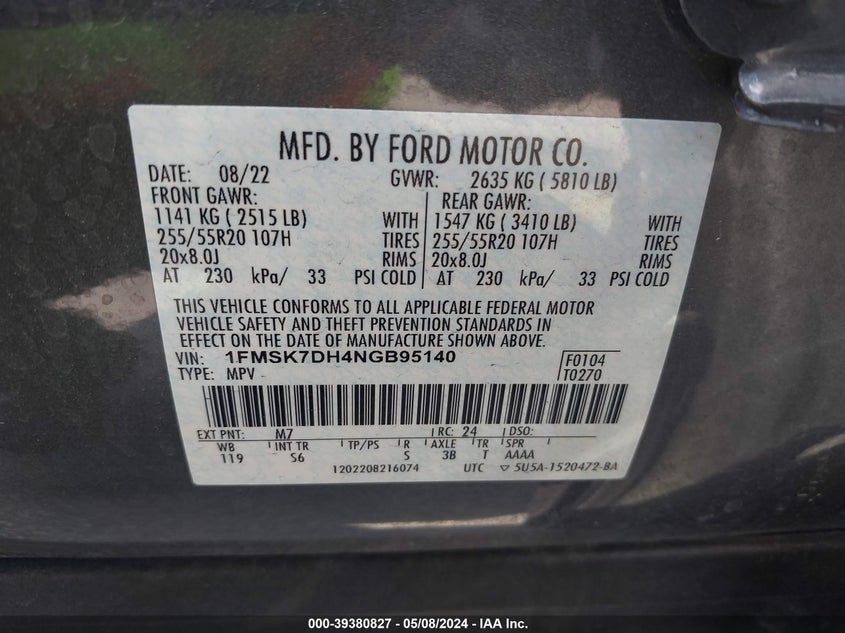 MFD. BY FORD MOTOR CO.
DATE: 08/22 GVWR: 2635 KG ( 5810 LB)
FRONT GAWR: REAR GAWR:
1141 KG ( 2515 LB) WITH 1547 KG ( 3410 LB) WITH
255/55R20 107H TIRES 255/55R20 107H TIRES
20x8.0J RIMS 20x8.0J RIMS
AT 230 kPa/ 33 PSI COLD AT 230 kPa/ 33 PSI COLD
THIS VEHICLE CONFORMS TO ALL APPLICABLE FEDERAL MOTOR
VEHICLE SAFETY AND THEFT PREVENTION STANDARDS IN
EFFECT ON THE DATE OF MANUFACTURE SHOWN ABOVE.
VIN: 1FMSK7DH4NGB95140 F0104
TYPE: MPV T0270
EXT PNT: M7 RC: 24 DSO:
WB INT TR TP/PS R AXLE TR SPR
119 S6 S 3B T AAAA
1202208216074 UTC ▽ 5U5A-1520472-BA
000-39380827 - 05/08/2024 - IAA Inc.